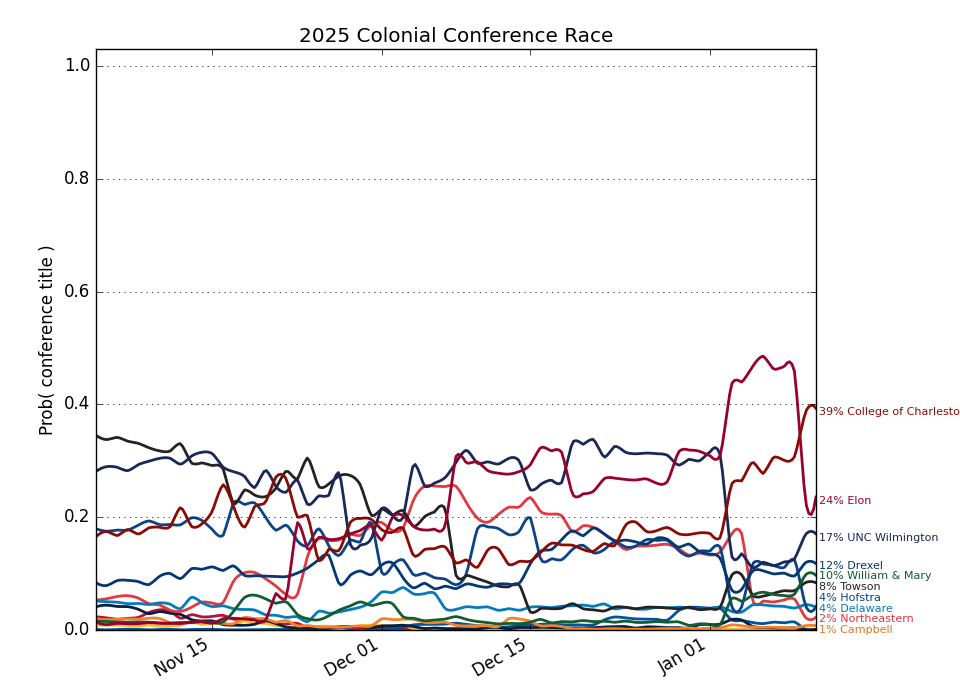 2025 Colonial Conference Race
1.0
0.8
0.6
0.4
0.2
0.0
Prob( conference title )
Nov 15
Dec 01
Dec 15
Jan 01
39% College of Charlesto
24% Elon
17% UNC Wilmington
12% Drexel
10% William & Mary
8% Towson
4% Hofstra
4% Delaware
2% Northeastern
1% Campbell